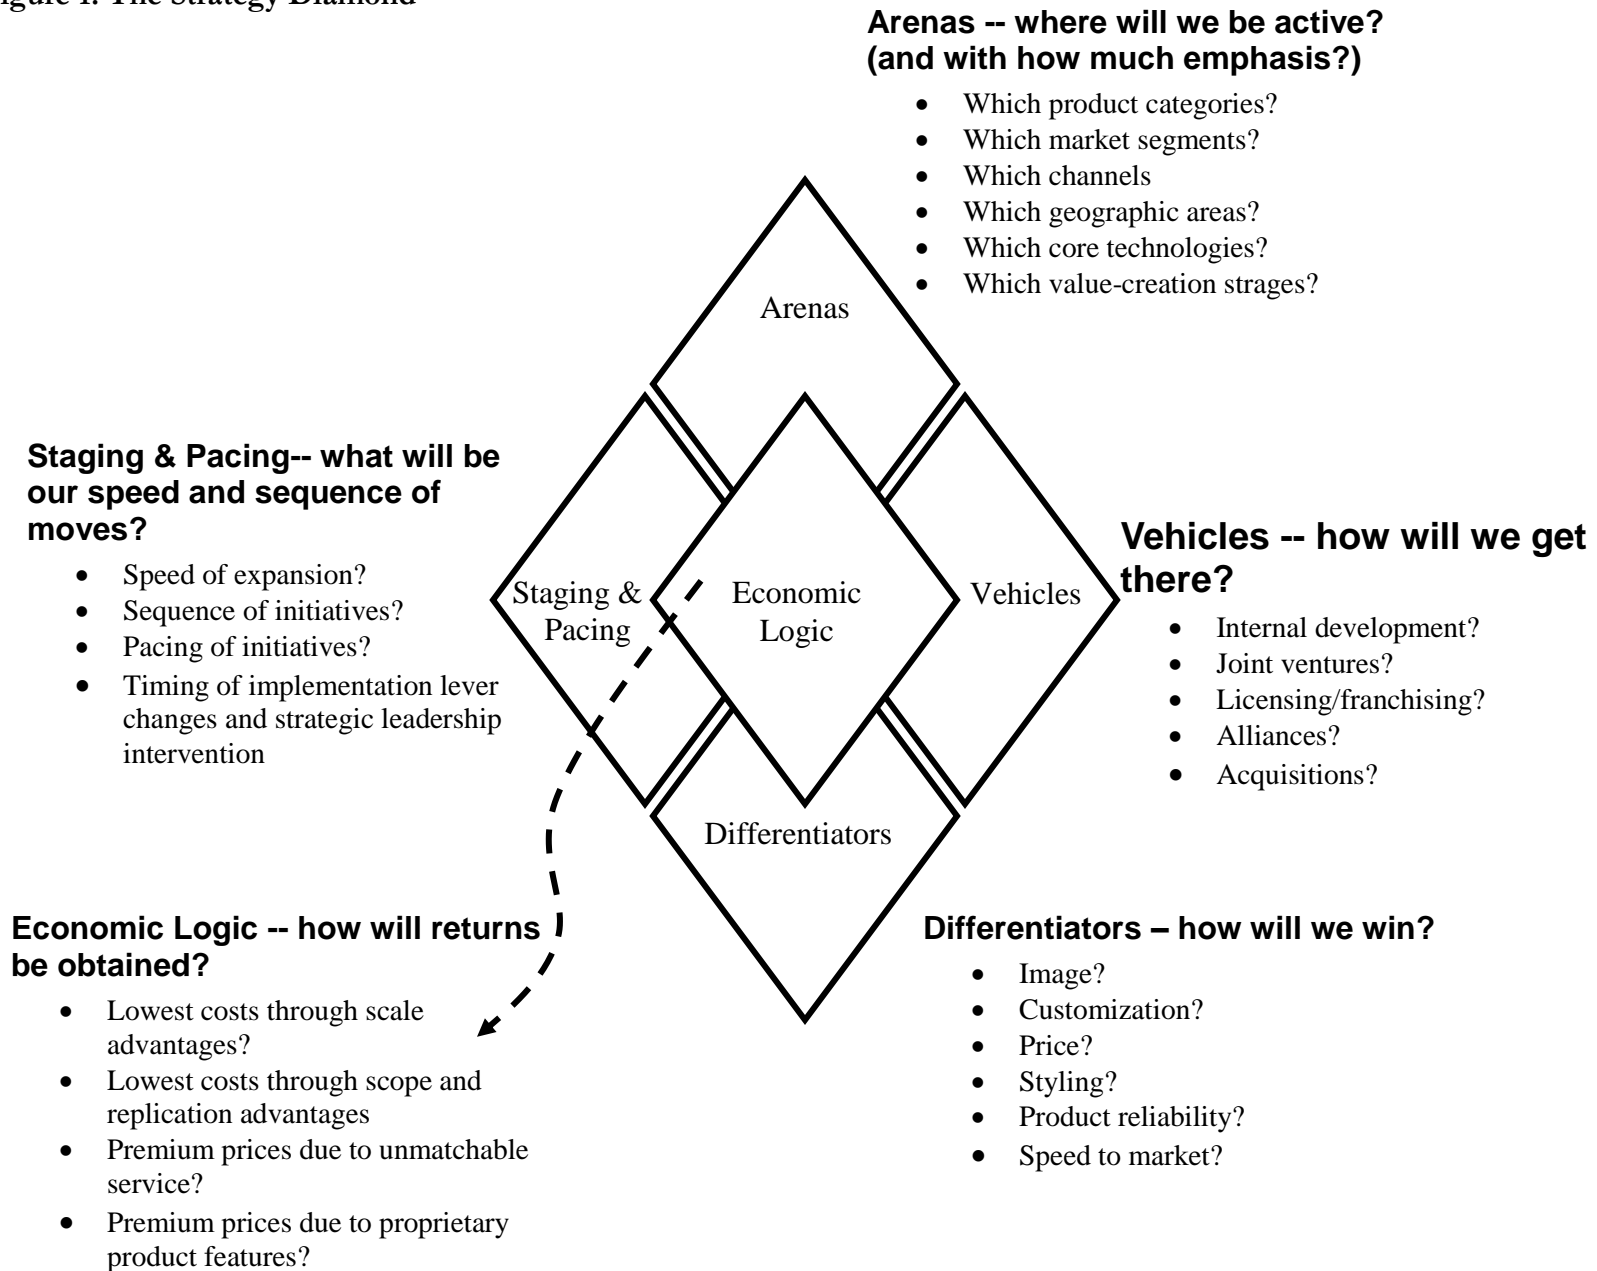 Figure 1. The Strategy Diamond
Arenas -- where will we be active?
(and with how much emphasis?)
• Which product categories?
• Which market segments?
• Which channels
• Which geographic areas?
• Which core technologies?
• Which value-creation strages?
Arenas
Staging & Pacing-- what will be
our speed and sequence of
moves?
• Speed of expansion?
• Sequence of initiatives?
• Pacing of initiatives?
• Timing of implementation lever
changes and strategic leadership
intervention
Staging &
Pacing
Economic
Logic
Vehicles
Vehicles -- how will we get
there?
• Internal development?
• Joint ventures?
• Licensing/franchising?
• Alliances?
• Acquisitions?
Differentiators
Economic Logic -- how will returns
be obtained?
• Lowest costs through scale
advantages?
• Lowest costs through scope and
replication advantages
• Premium prices due to unmatchable
service?
• Premium prices due to proprietary
product features?
Differentiators – how will we win?
• Image?
• Customization?
• Price?
• Styling?
• Product reliability?
• Speed to market?